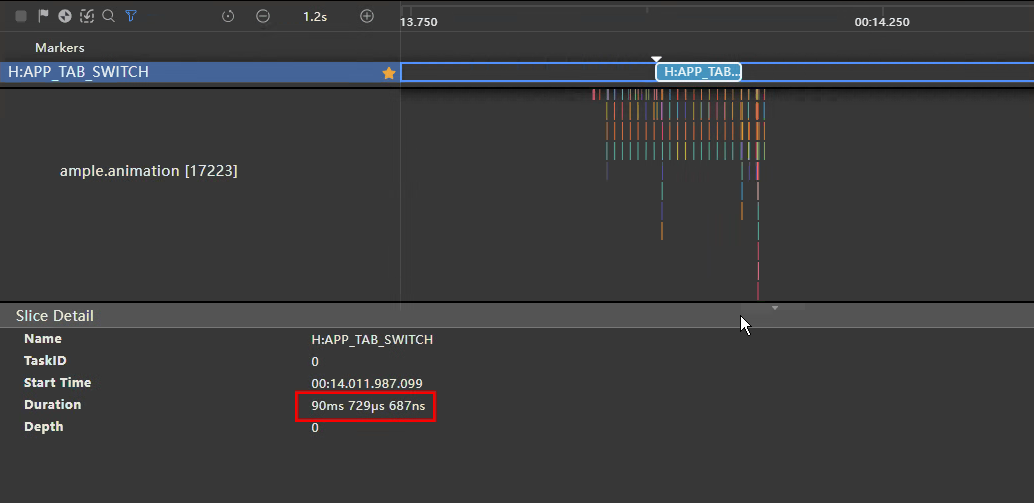 1.2s
13.750
00:14.250
Markers
H:APP_TAB_SWITCH
H:APP_TAB...
ample.animation [17223]
Slice Detail
Name H:APP_TAB_SWITCH
TaskID 0
Start Time 00:14.011.987.099
Duration 90ms 729μs 687ns
Depth 0